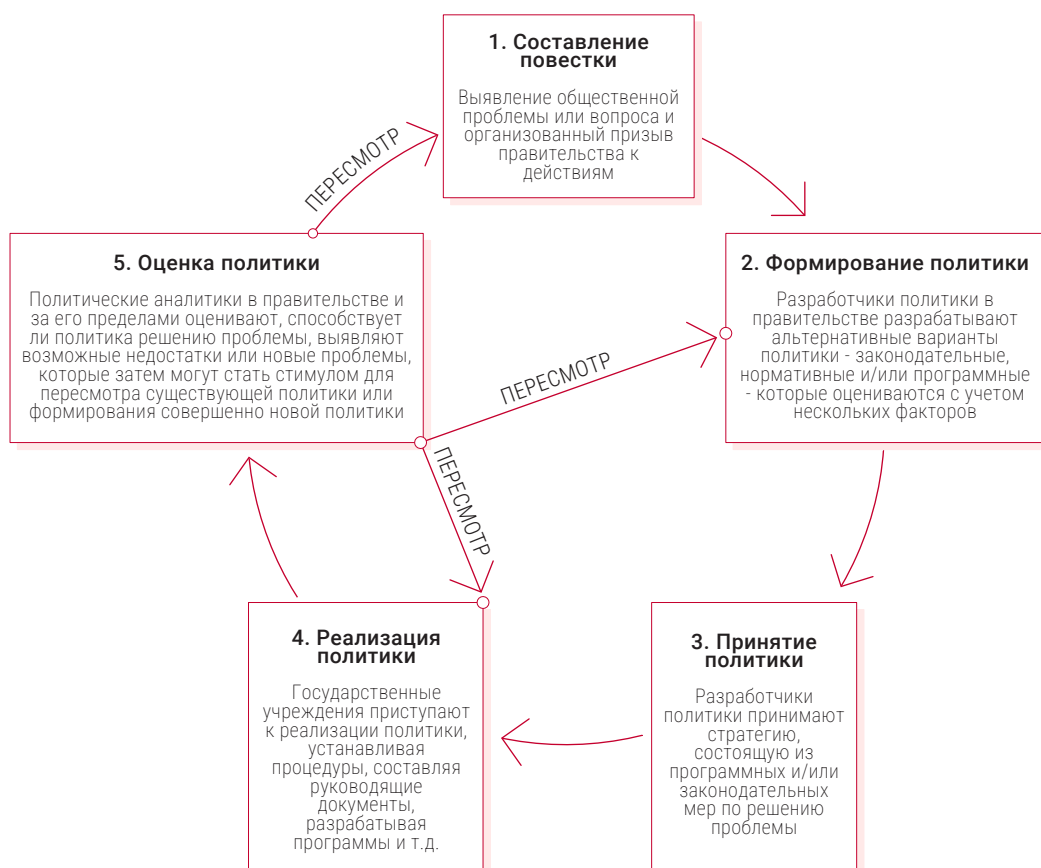 1. Составление
повестки
Выявление общественной
проблемы или вопроса и
организованный призыв
правительства к
действиям
ПЕРЕСМОТР
5. Оценка политики
Политические аналитики в правительстве и
за его пределами оценивают, способствует
ли политика решению проблемы, выявляют
возможные недостатки или новые проблемы,
которые затем могут стать стимулом для
пересмотра существующей политики или
формирования совершенно новой политики
2. Формирование политики
Разработчики политики в
правительстве разрабатывают
альтернативные варианты
политики - законодательные,
нормативные и/или программные
- которые оцениваются с учетом
нескольких факторов
ПЕРЕСМОТР
ПЕРЕСМОТР
4. Реализация
политики
Государственные
учреждения приступают
к реализации политики,
устанавливая
процедуры, составляя
руководящие
документы,
разрабатывая
программы и т.д.
3. Принятие
политики
Разработчики
политики принимают
стратегию,
состоящую из
программных и/или
законодательных
мер по решению
проблемы